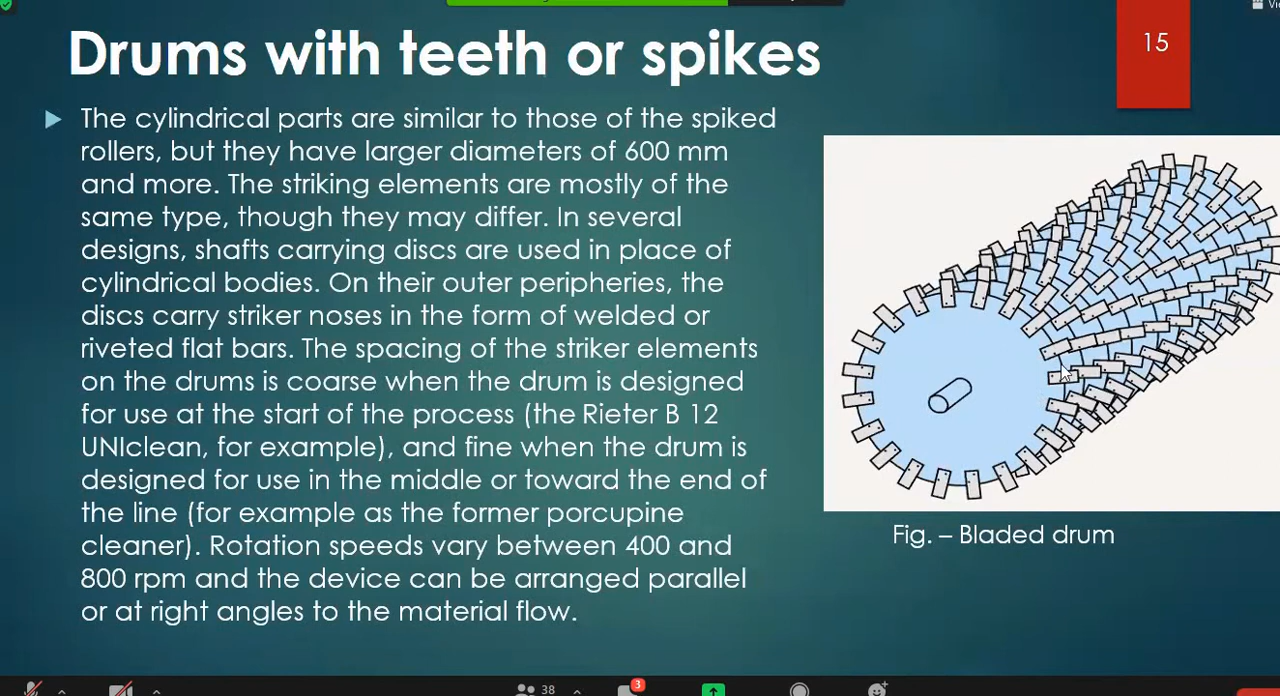 Drums with teeth or spikes
15
The cylindrical parts are similar to those of the spiked
rollers, but they have larger diameters of 600 mm
and more. The striking elements are mostly of the
same type, though they may differ. In several
designs, shafts carrying discs are used in place of
cylindrical bodies. On their outer peripheries, the
discs carry striker noses in the form of welded or
riveted flat bars. The spacing of the striker elements
on the drums is coarse when the drum is designed
for use at the start of the process (the Rieter B 12
UNIclean, for example), and fine when the drum is
designed for use in the middle or toward the end of
the line (for example as the former porcupine
cleaner). Rotation speeds vary between 400 and
800 rpm and the device can be arranged parallel
or at right angles to the material flow.
Fig. – Bladed drum
38
3